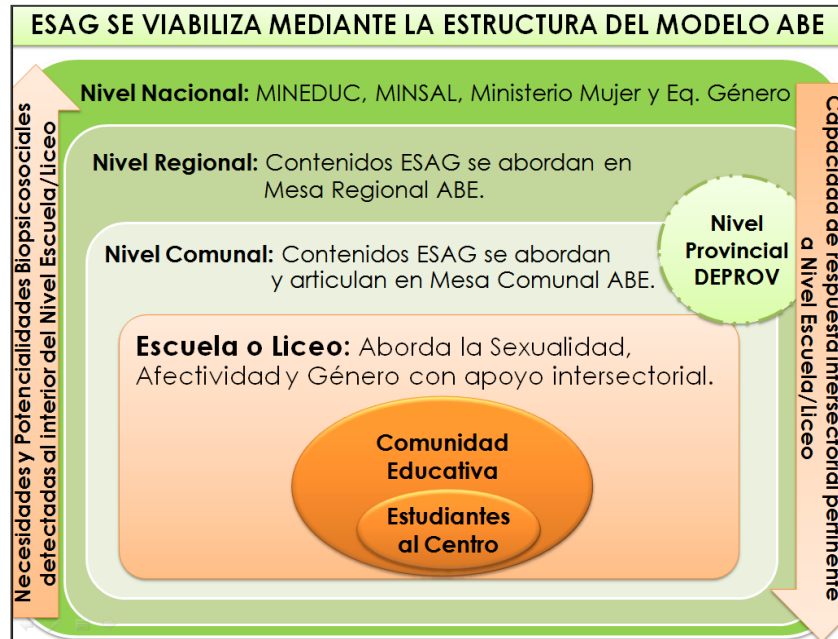 ESAG SE VIABILIZA MEDIANTE LA ESTRUCTURA DEL MODELO ABE
Nivel Nacional: MINEDUC, MINSAL, Ministerio Mujer y Eq. Género
Nivel Regional: Contenidos ESAG se abordan en
Mesa Regional ABE.
Nivel Comunal: Contenidos ESAG se abordan
y articulan en Mesa Comunal ABE.
Nivel
Provincial
DEPROV
Escuela o Liceo: Aborda la Sexualidad,
Afectividad y Género con apoyo intersectorial.
Comunidad
Educativa
Estudiantes
al Centro
Necesidades y Potencialidades Biopsicosociales
detectadas al interior del Nivel Escuela/Liceo
Capacidad de respuesta intersectorial pertinente
a Nivel Escuela/liceo